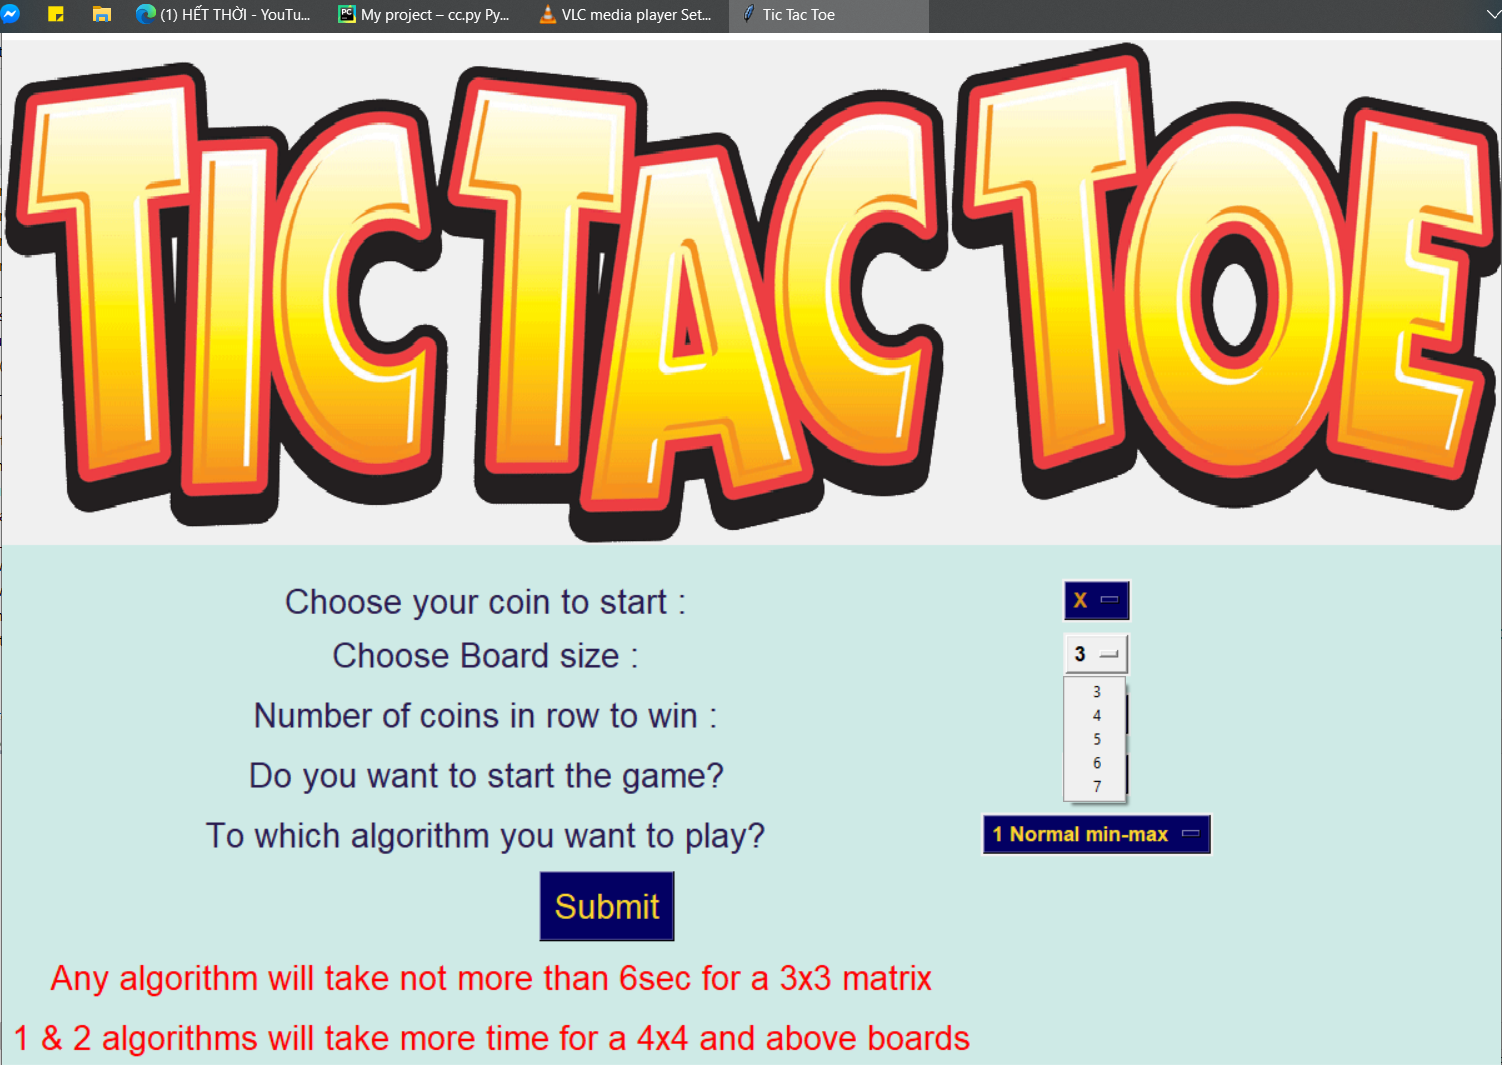 (1) HẾT THỜI - YouTu...
My project – cc.py Py...
VLC media player Set...
Tic Tac Toe
TIC TAC TOE
Choose your coin to start : X
Choose Board size : 3
3
4
Number of coins in row to win :
5
6
Do you want to start the game?
7
To which algorithm you want to play? 1 Normal min-max
Submit
Any algorithm will take not more than 6sec for a 3x3 matrix
1 & 2 algorithms will take more time for a 4x4 and above boards